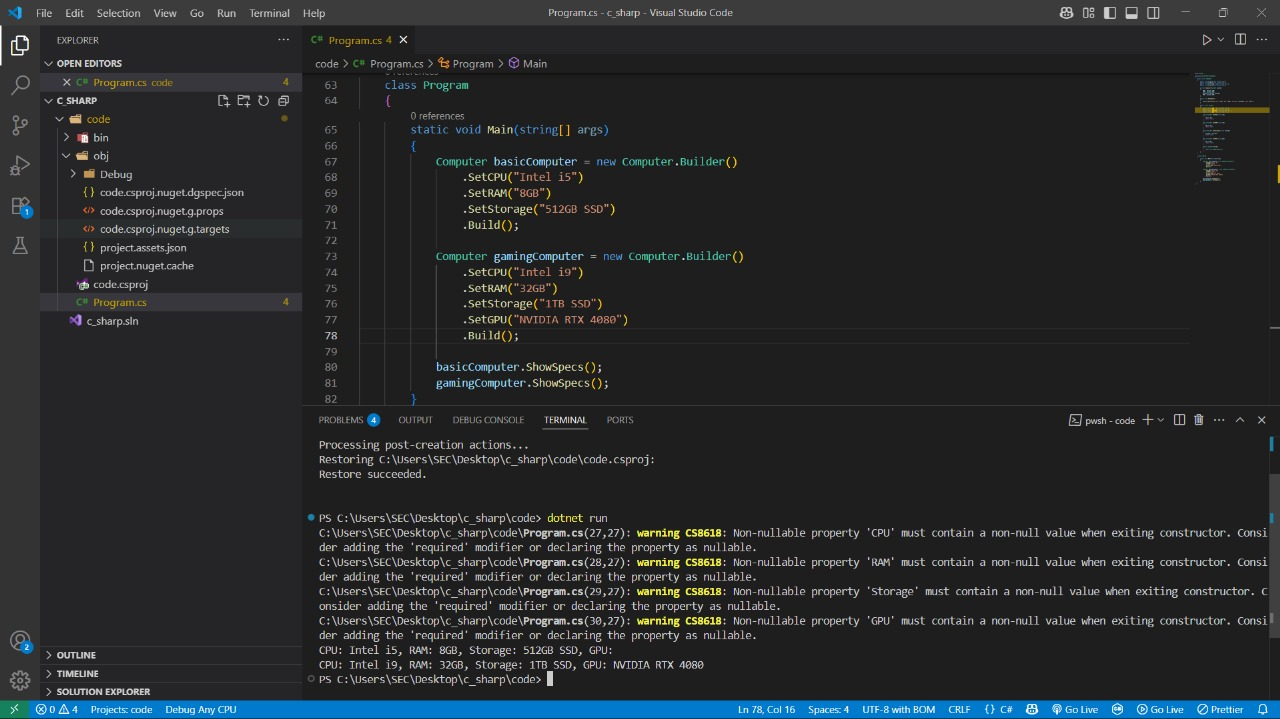 File Edit Selection View Go Run Terminal Help Program.cs - c_sharp - Visual Studio Code
EXPLORER
OPEN EDITORS
Program.cs code 4
C_SHARP
code
bin
obj
Debug
code.csproj.nuget.dgspec.json
code.csproj.nuget.g.props
code.csproj.nuget.g.targets
project.assets.json
project.nuget.cache
code.csproj
C# Program.cs 4
c_sharp.sln
OUTLINE
TIMELINE
SOLUTION EXPLORER
1
2
C# Program.cs 4
code > C# Program.cs > Program > Main
0 references
63 class Program
64 {
0 references
65 static void Main(string[] args)
66 {
67 Computer basicComputer = new Computer.Builder()
68 .SetCPU("Intel i5")
69 .SetRAM("8GB")
70 .SetStorage("512GB SSD")
71 .Build();
72
73 Computer gamingComputer = new Computer.Builder()
74 .SetCPU("Intel i9")
75 .SetRAM("32GB")
76 .SetStorage("1TB SSD")
77 .SetGPU("NVIDIA RTX 4080")
78 .Build();
79
80 basicComputer.ShowSpecs();
81 gamingComputer.ShowSpecs();
82 }
PROBLEMS 4 OUTPUT DEBUG CONSOLE TERMINAL PORTS pwsh - code
Processing post-creation actions...
Restoring C:\Users\SEC\Desktop\c_sharp\code\code.csproj:
Restore succeeded.
PS C:\Users\SEC\Desktop\c_sharp\code> dotnet run
C:\Users\SEC\Desktop\c_sharp\code\Program.cs(27,27): warning CS8618: Non-nullable property 'CPU' must contain a non-null value when exiting constructor. Consi
der adding the 'required' modifier or declaring the property as nullable.
C:\Users\SEC\Desktop\c_sharp\code\Program.cs(28,27): warning CS8618: Non-nullable property 'RAM' must contain a non-null value when exiting constructor. Consi
der adding the 'required' modifier or declaring the property as nullable.
C:\Users\SEC\Desktop\c_sharp\code\Program.cs(29,27): warning CS8618: Non-nullable property 'Storage' must contain a non-null value when exiting constructor. C
onsider adding the 'required' modifier or declaring the property as nullable.
C:\Users\SEC\Desktop\c_sharp\code\Program.cs(30,27): warning CS8618: Non-nullable property 'GPU' must contain a non-null value when exiting constructor. Consi
der adding the 'required' modifier or declaring the property as nullable.
CPU: Intel i5, RAM: 8GB, Storage: 512GB SSD, GPU:
CPU: Intel i9, RAM: 32GB, Storage: 1TB SSD, GPU: NVIDIA RTX 4080
PS C:\Users\SEC\Desktop\c_sharp\code>
0 4 Projects: code Debug Any CPU Ln 78, Col 16 Spaces: 4 UTF-8 with BOM CRLF {} C# Go Live Go Live Prettier